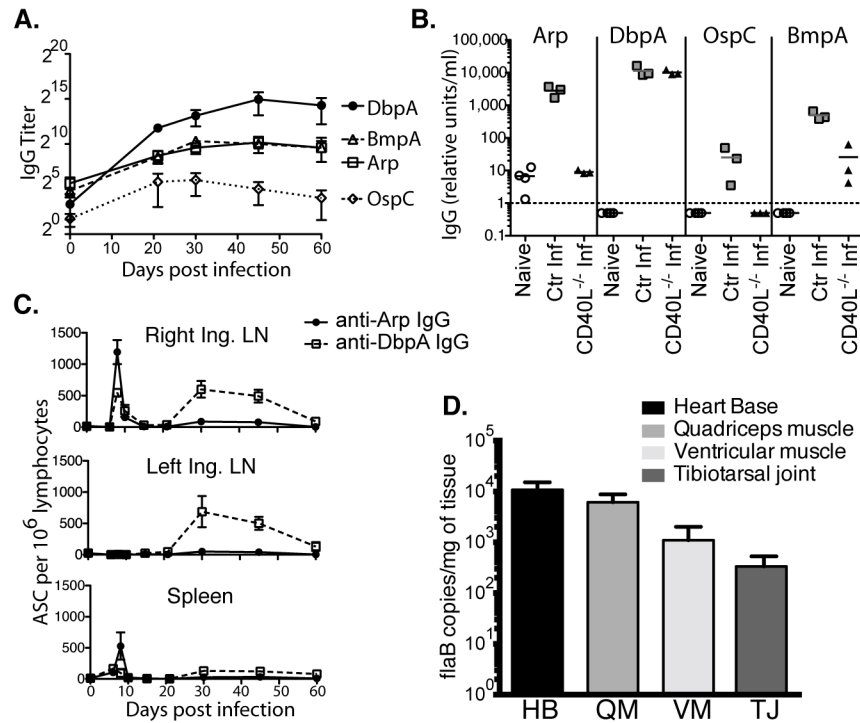 A.
2^20
2^15
2^10
2^5
2^0
IgG Titer
0 10 20 30 40 50 60
Days post infection
DbpA
BmpA
Arp
OspC
B.
Arp DbpA OspC BmpA
100,000
10,000
1,000
100
10
1
0.1
IgG (relative units/ml)
Naive
Ctr Inf
CD40L^-/- Inf
Naive
Ctr Inf
CD40L^-/- Inf
Naive
Ctr Inf
CD40L^-/- Inf
Naive
Ctr Inf
CD40L^-/- Inf
C.
anti-Arp IgG
anti-DbpA IgG
Right Ing. LN
1500
1000
500
0
Left Ing. LN
1500
1000
500
0
Spleen
1500
1000
500
0
ASC per 10^6 lymphocytes
0 10 20 30 40 50 60
Days post infection
D.
Heart Base
Quadriceps muscle
Ventricular muscle
Tibiotarsal joint
10^5
10^4
10^3
10^2
10^1
10^0
flaB copies/mg of tissue
HB QM VM TJ